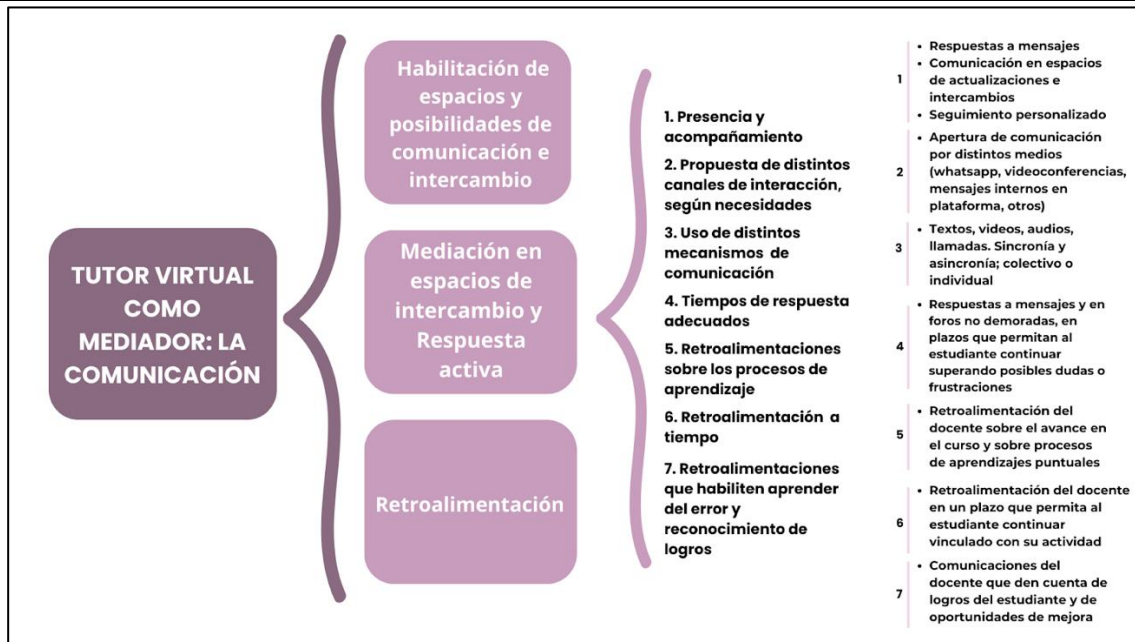 TUTOR VIRTUAL
COMO
MEDIADOR: LA
COMUNICACIÓN
Habilitación de
espacios y
posibilidades de
comunicación e
intercambio
Mediación en
espacios de
intercambio y
Respuesta
activa
Retroalimentación
1. Presencia y
acompañamiento
2. Propuesta de distintos
canales de interacción,
según necesidades
3. Uso de distintos
mecanismos de
comunicación
4. Tiempos de respuesta
adecuados
5. Retroalimentaciones
sobre los procesos de
aprendizaje
6. Retroalimentación a
tiempo
7. Retroalimentaciones
que habiliten aprender
del error y
reconocimiento de
logros
1
• Respuestas a mensajes
• Comunicación en espacios
de actualizaciones e
intercambios
• Seguimiento personalizado
2
• Apertura de comunicación
por distintos medios
(whatsapp, videoconferencias,
mensajes internos en
plataforma, otros)
3
• Textos, videos, audios,
llamadas. Sincronía y
asincronía; colectivo o
individual
4
• Respuestas a mensajes y en
foros no demoradas, en
plazos que permitan al
estudiante continuar
superando posibles dudas o
frustraciones
5
• Retroalimentación del
docente sobre el avance en
el curso y sobre procesos
de aprendizajes puntuales
6
• Retroalimentación del docente
en un plazo que permita al
estudiante continuar
vinculado con su actividad
7
• Comunicaciones del
docente que den cuenta de
logros del estudiante y de
oportunidades de mejora